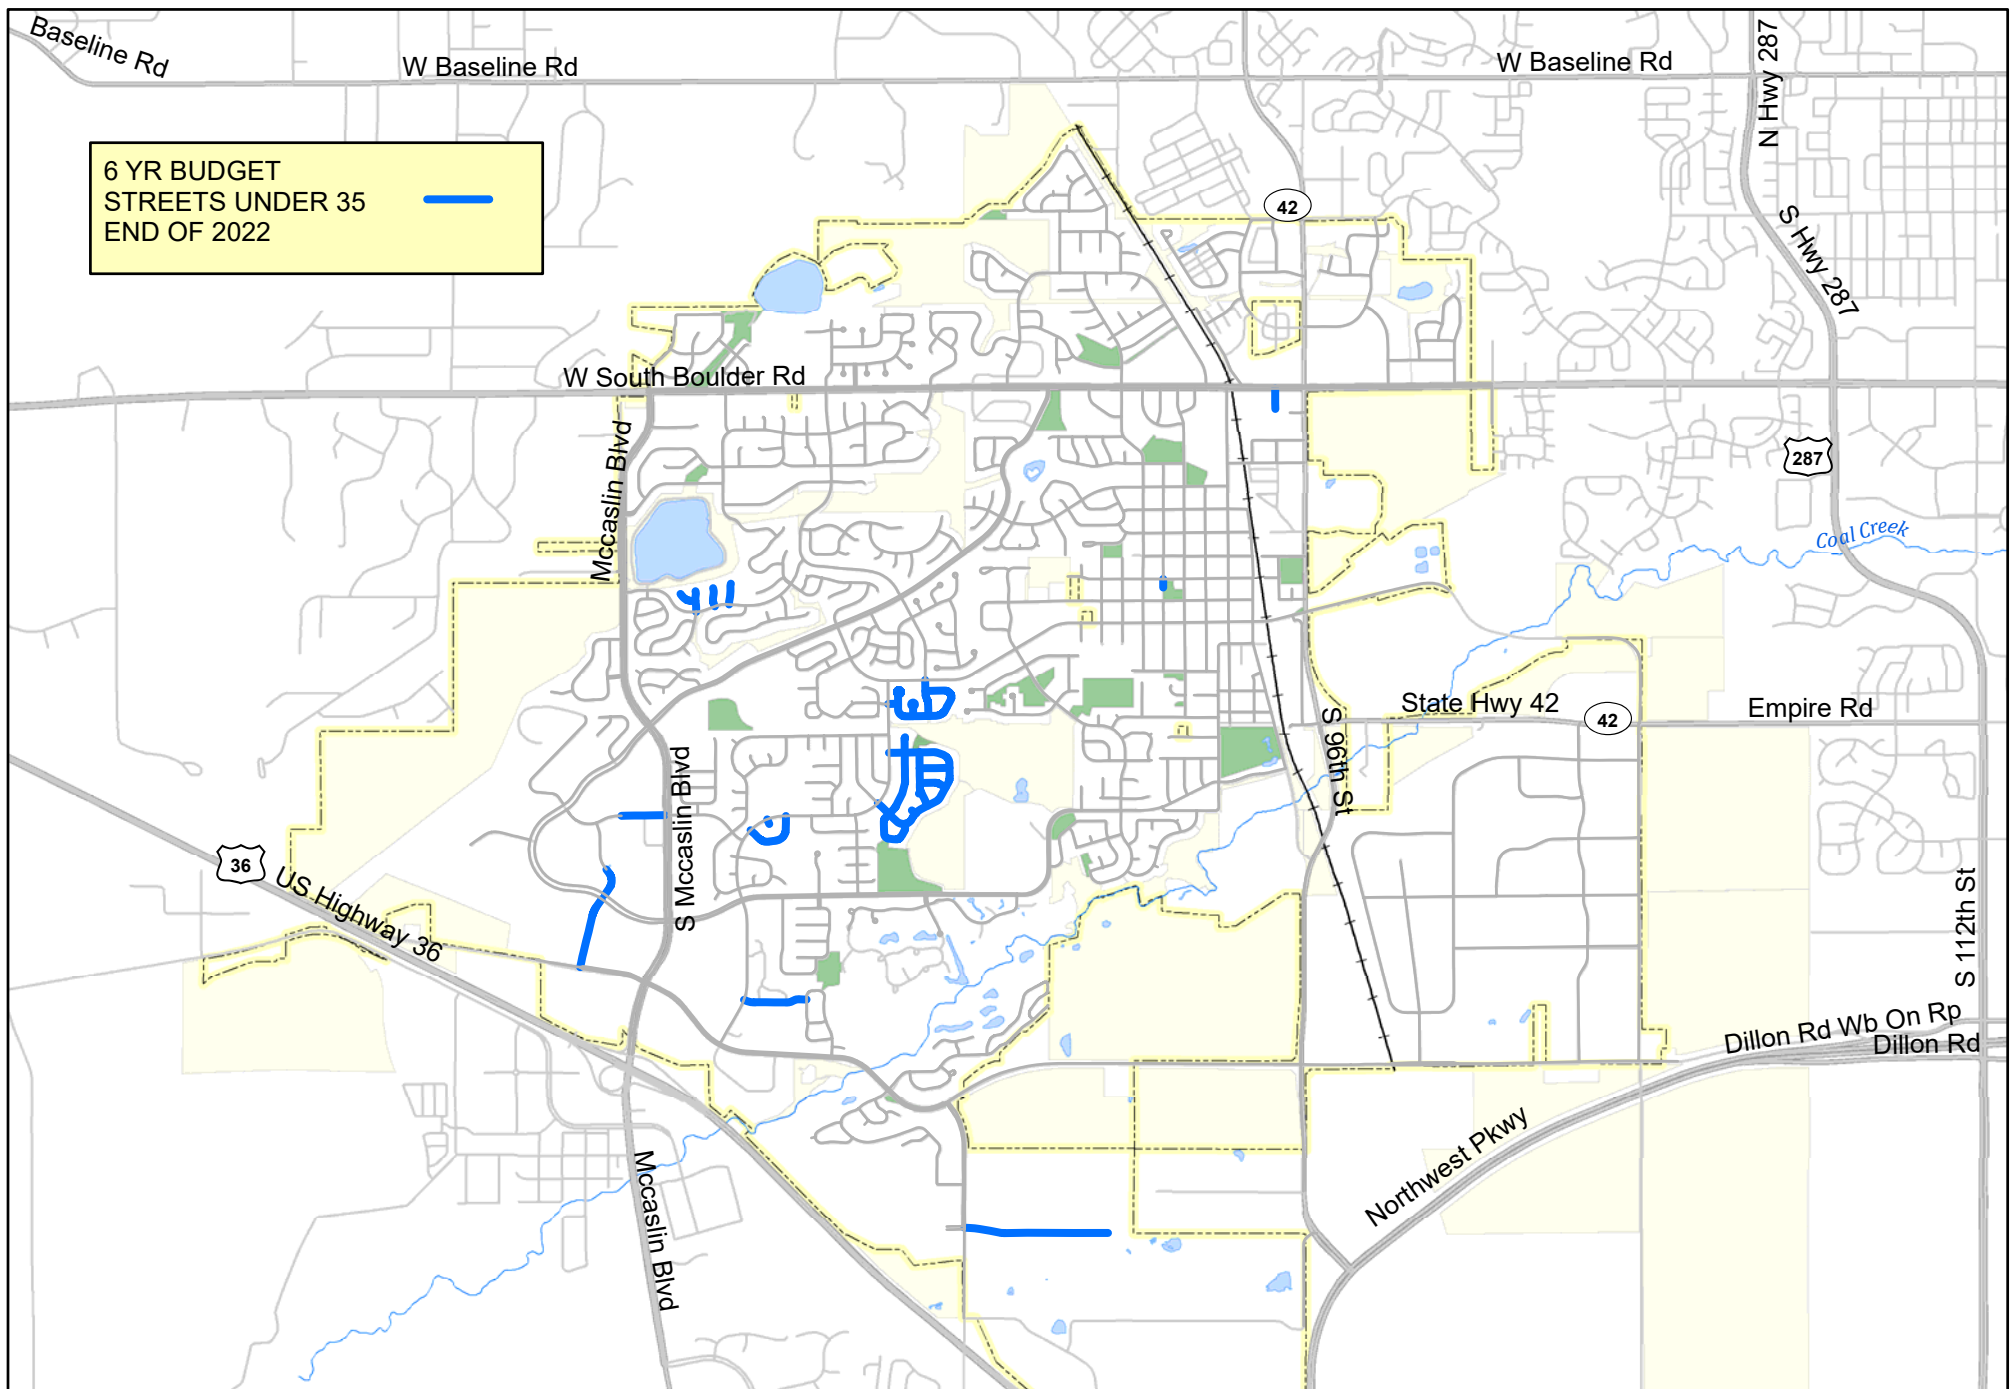 Baseline Rd
W Baseline Rd
W Baseline Rd
N Hwy 287
6 YR BUDGET
STREETS UNDER 35
END OF 2022
42
S Hwy 287
W South Boulder Rd
Mccaslin Blvd
287
Coal Creek
State Hwy 42
42
Empire Rd
S 96th St
S Mccaslin Blvd
36
US Highway 36
S 112th St
Dillon Rd Wb On Rp
Dillon Rd
Northwest Pkwy
Mccaslin Blvd